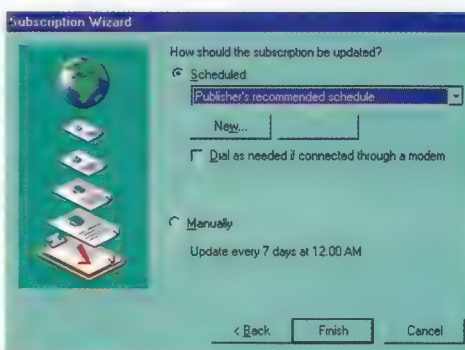 Subscription Wizard
How should the subscription be updated?
Scheduled
Publisher's recommended schedule
New...
Dial as needed if connected through a modem
Manually
Update every 7 days at 12.00 AM
< Back
Finish
Cancel